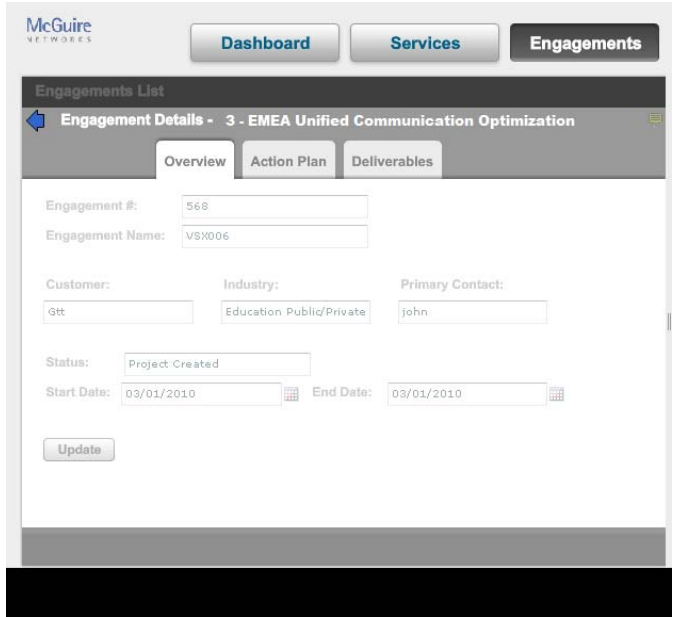 McGuire
NETWORKS
Dashboard Services Engagements
Engagements List
Engagement Details - 3 - EMEA Unified Communication Optimization
Overview Action Plan Deliverables
Engagement #: 568
Engagement Name: VSX006
Customer: Industry: Primary Contact:
Gtt Education Public/Private john
Status: Project Created
Start Date: 03/01/2010 End Date: 03/01/2010
Update